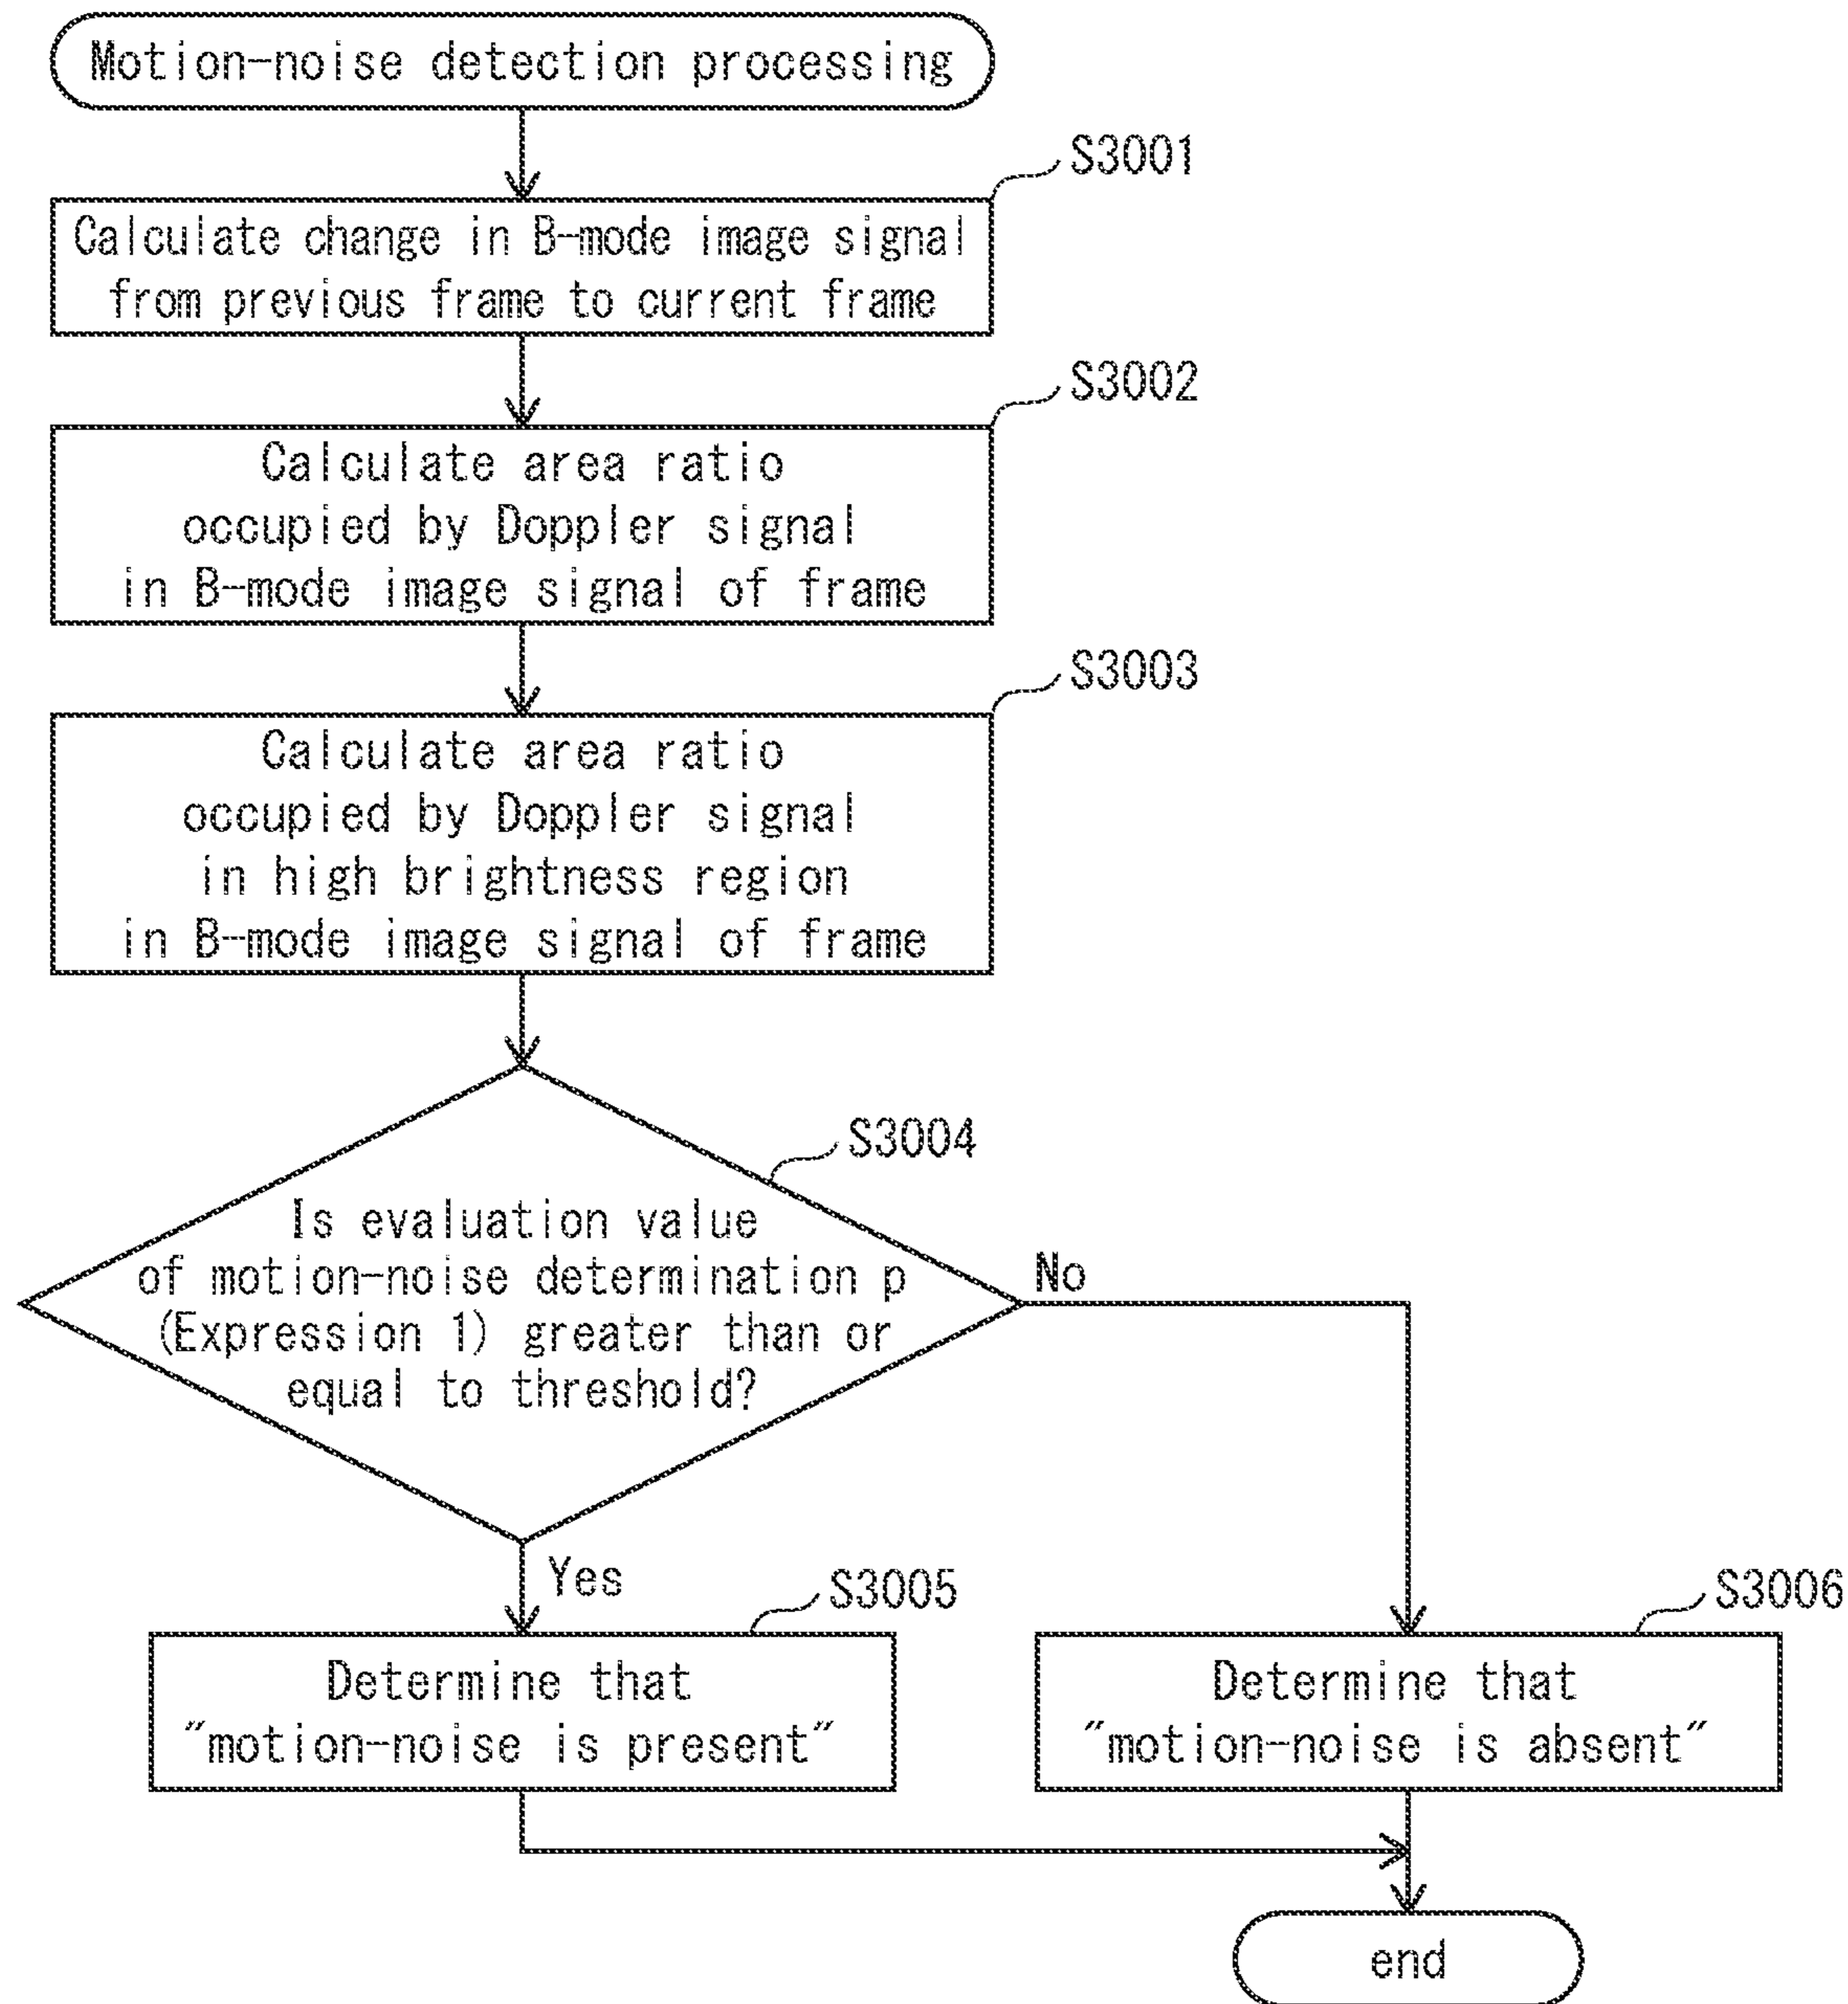 Motion-noise detection processing
S3001
Calculate change in B-mode image signal
from previous frame to current frame
S3002
Calculate area ratio
occupied by Doppler signal
in B-mode image signal of frame
S3003
Calculate area ratio
occupied by Doppler signal
in high brightness region
in B-mode image signal of frame
S3004
Is evaluation value
of motion-noise determination p
(Expression 1) greater than or
equal to threshold?
No
Yes
S3005
Determine that
"motion-noise is present"
S3006
Determine that
"motion-noise is absent"
end